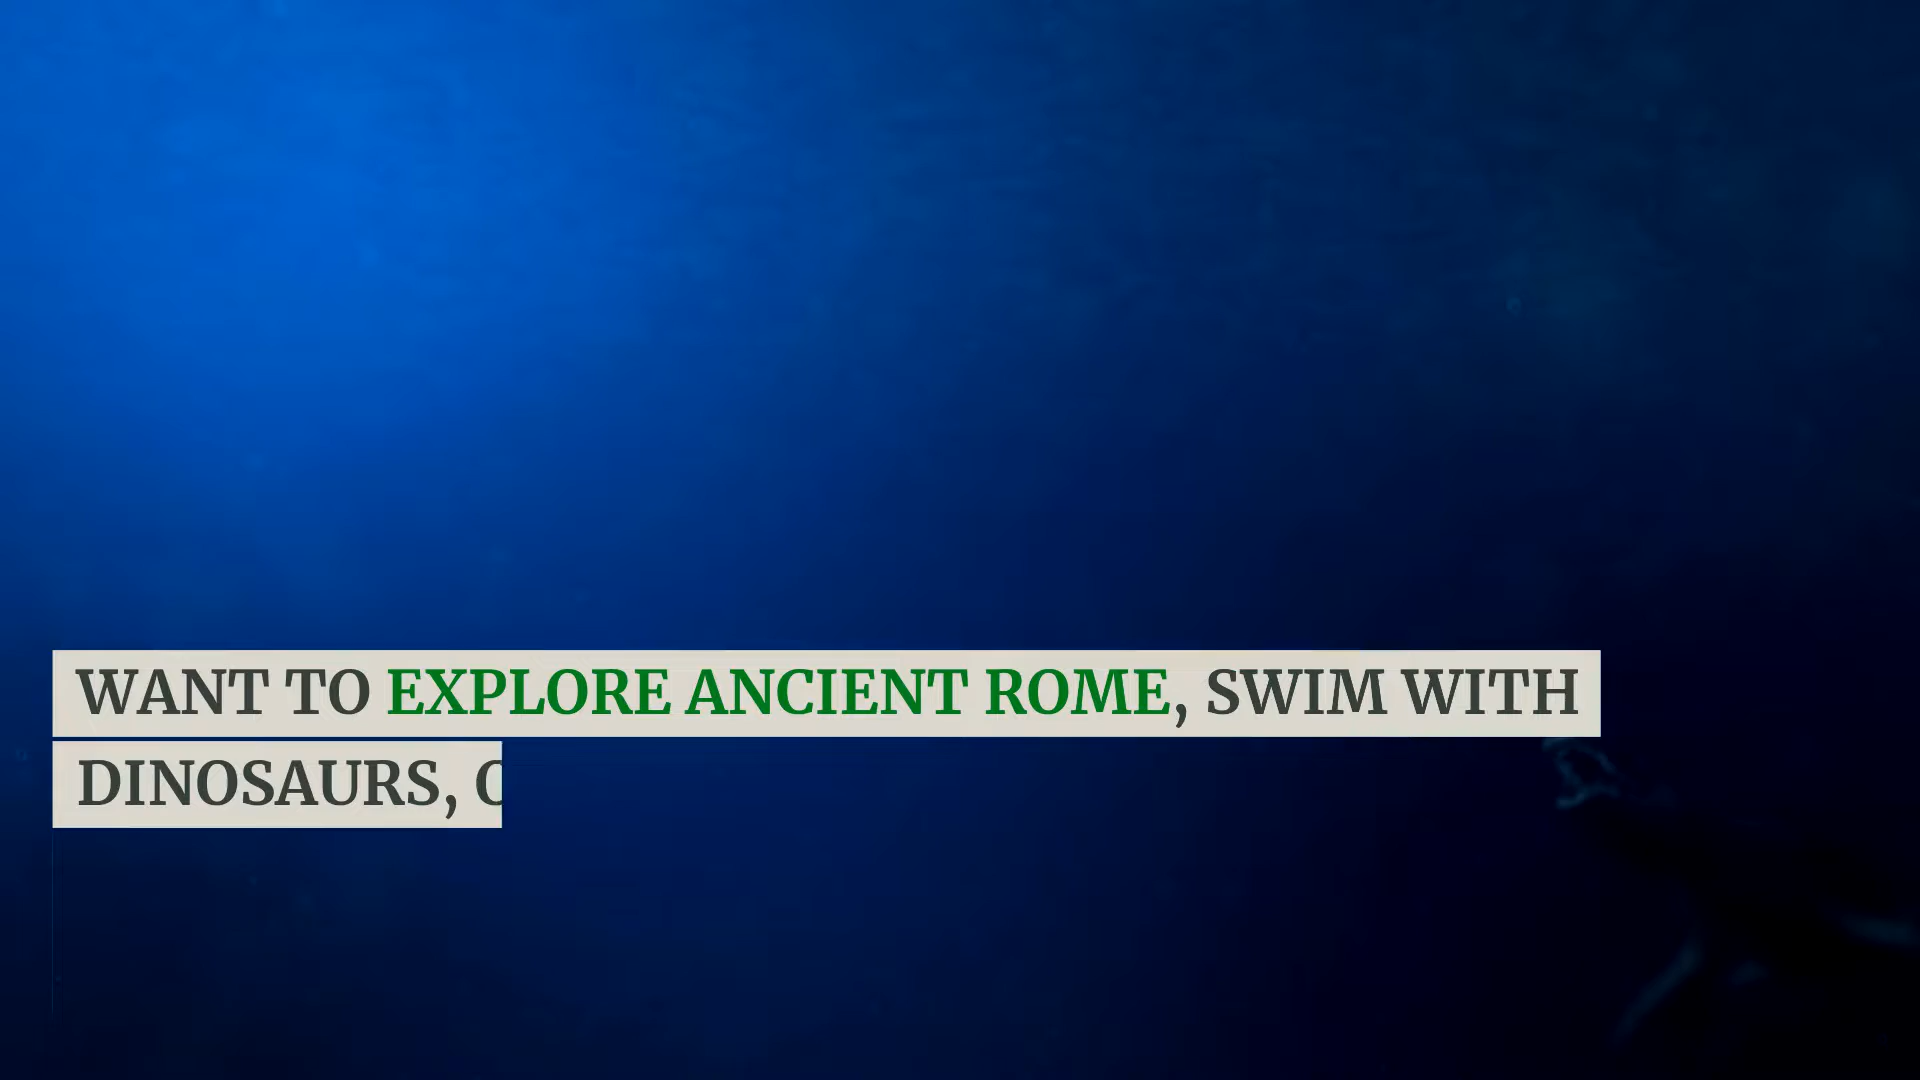 WANT TO EXPLORE ANCIENT ROME, SWIM WITH
DINOSAURS,